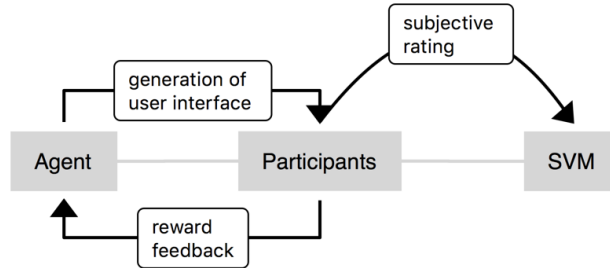 subjective
rating
generation of
user interface
Agent
Participants
SVM
reward
feedback